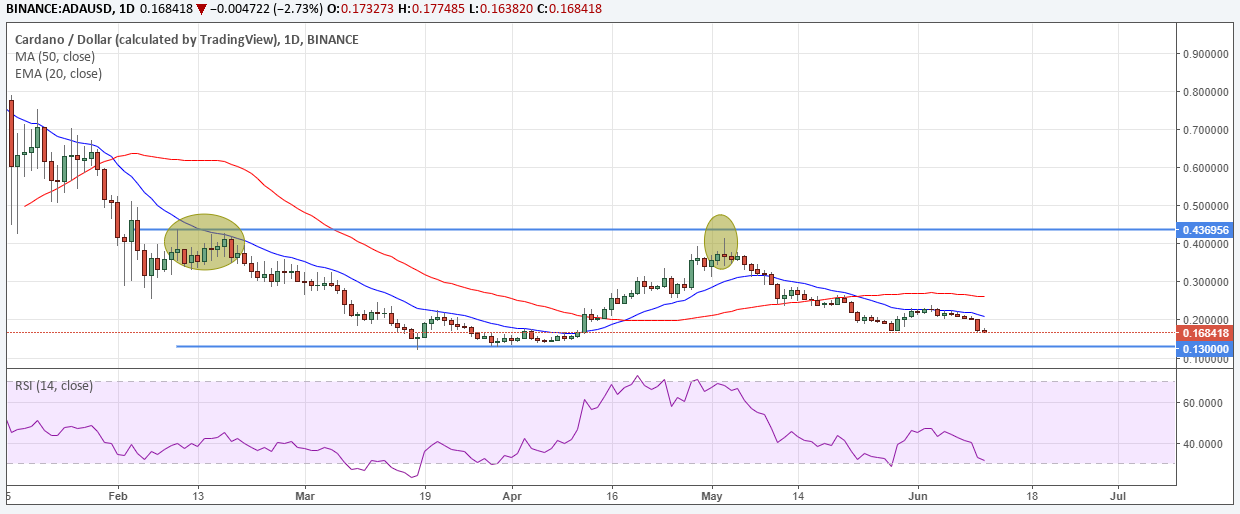 BINANCE:ADAUSD, 1D 0.168418 ▼ −0.004722 (−2.73%) O:0.173273 H:0.177485 L:0.163820 C:0.168418
Cardano / Dollar (calculated by TradingView), 1D, BINANCE
MA (50, close)
EMA (20, close)
0.900000
0.800000
0.700000
0.600000
0.500000
0.436956
0.400000
0.300000
0.200000
0.168418
0.130000
0.100000
RSI (14, close)
60.0000
40.0000
5 Feb 13 Mar 19 Apr 16 May 14 Jun 18 Jul